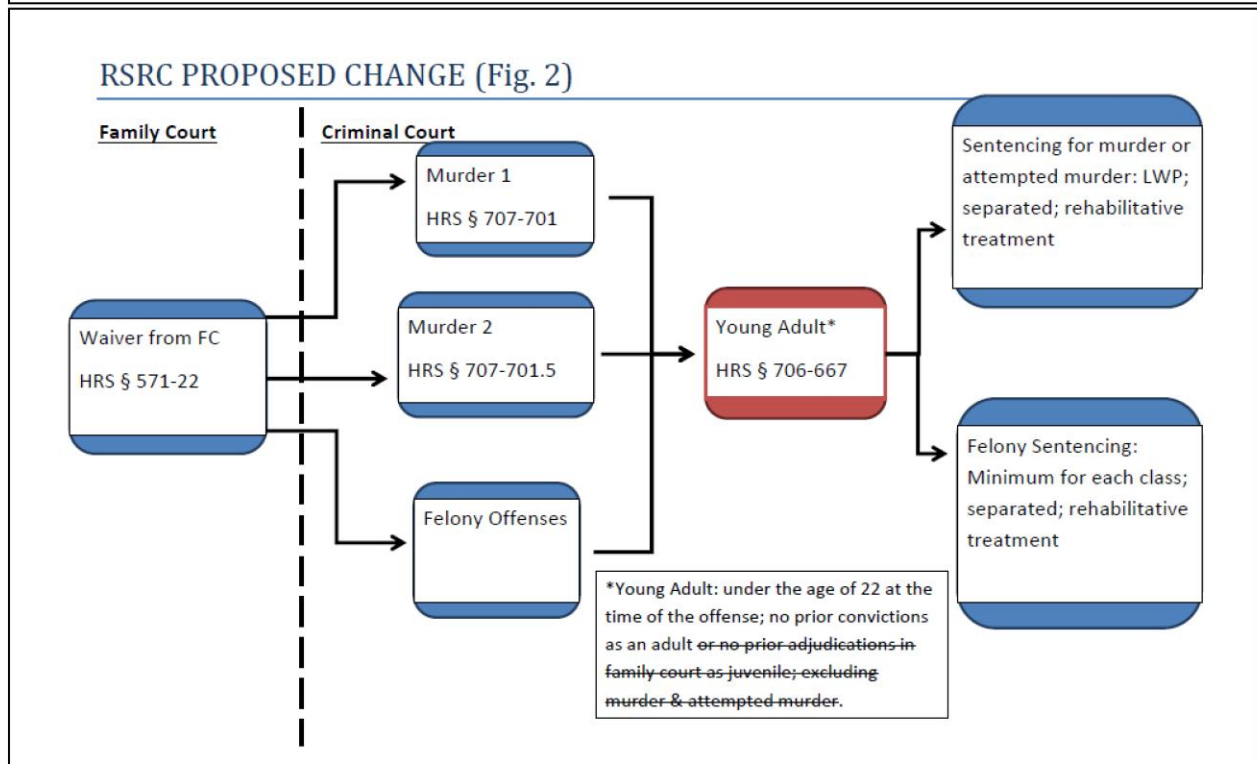 RSRC PROPOSED CHANGE (Fig. 2)
Family Court
Criminal Court
Waiver from FC
HRS § 571-22
Murder 1
HRS § 707-701
Murder 2
HRS § 707-701.5
Felony Offenses
Young Adult*
HRS § 706-667
Sentencing for murder or
attempted murder: LWP;
separated; rehabilitative
treatment
Felony Sentencing:
Minimum for each class;
separated; rehabilitative
treatment
*Young Adult: under the age of 22 at the
time of the offense; no prior convictions
as an adult or no prior adjudications in
family court as juvenile; excluding
murder & attempted murder.